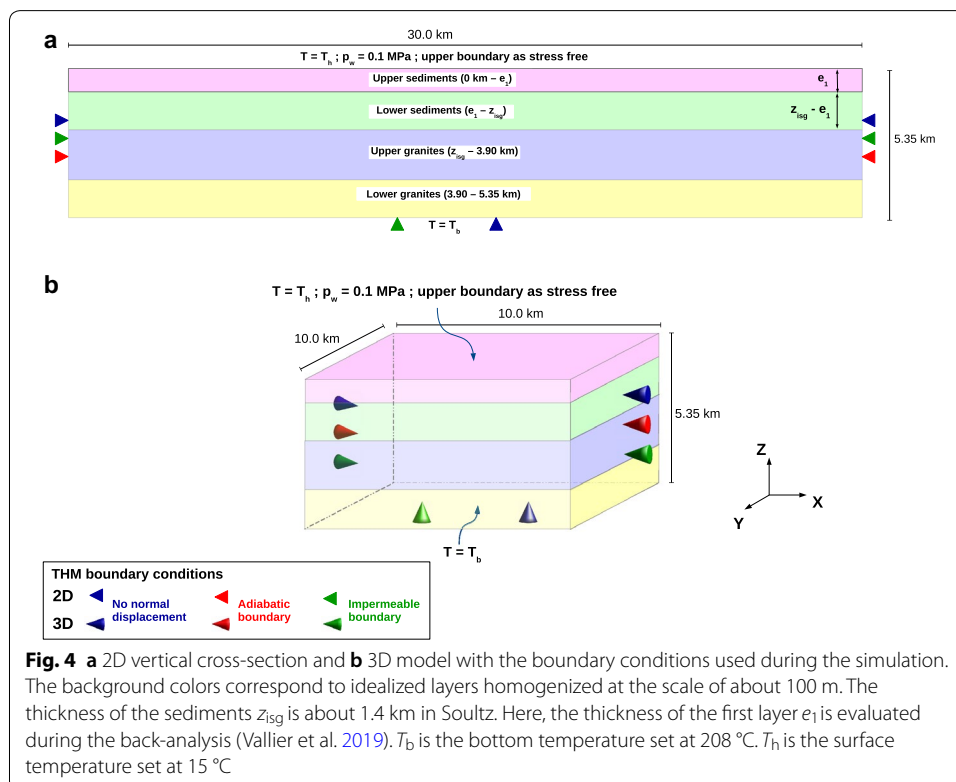 a
30.0 km
T = Th ; pw = 0.1 MPa ; upper boundary as stress free
Upper sediments (0 km – e1)
e1
Lower sediments (e1 – zisg)
zisg - e1
5.35 km
Upper granites (zisg – 3.90 km)
Lower granites (3.90 – 5.35 km)
T = Tb
b
T = Th ; pw = 0.1 MPa ; upper boundary as stress free
10.0 km
10.0 km
5.35 km
Z
X
Y
T = Tb
THM boundary conditions
2D
3D
No normal
displacement
Adiabatic
boundary
Impermeable
boundary
Fig. 4 a 2D vertical cross-section and b 3D model with the boundary conditions used during the simulation.
The background colors correspond to idealized layers homogenized at the scale of about 100 m. The
thickness of the sediments zisg is about 1.4 km in Soultz. Here, the thickness of the first layer e1 is evaluated
during the back-analysis (Vallier et al. 2019). Tb is the bottom temperature set at 208 °C. Th is the surface
temperature set at 15 °C